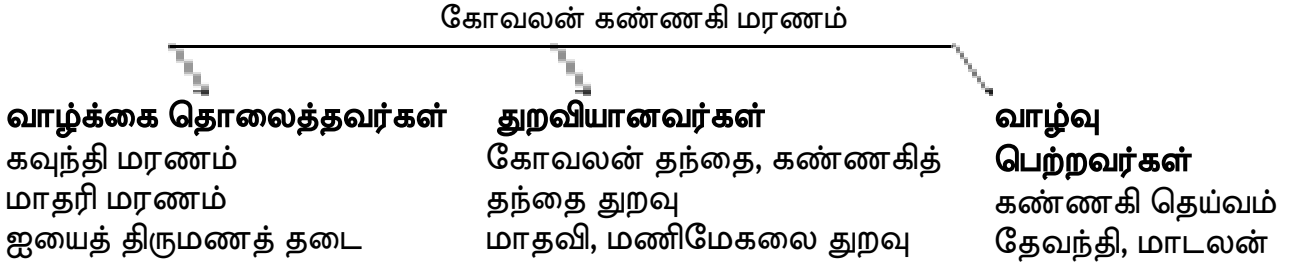 கோவலன் கண்ணகி மரணம்
வாழ்க்கை தொலைத்தவர்கள்
கவுந்தி மரணம்
மாதரி மரணம்
ஐயைத் திருமணத் தடை
துறவியானவர்கள்
கோவலன் தந்தை, கண்ணகித்
தந்தை துறவு
மாதவி, மணிமேகலை துறவு
வாழ்வு
பெற்றவர்கள்
கண்ணகி தெய்வம்
தேவந்தி, மாடலன்